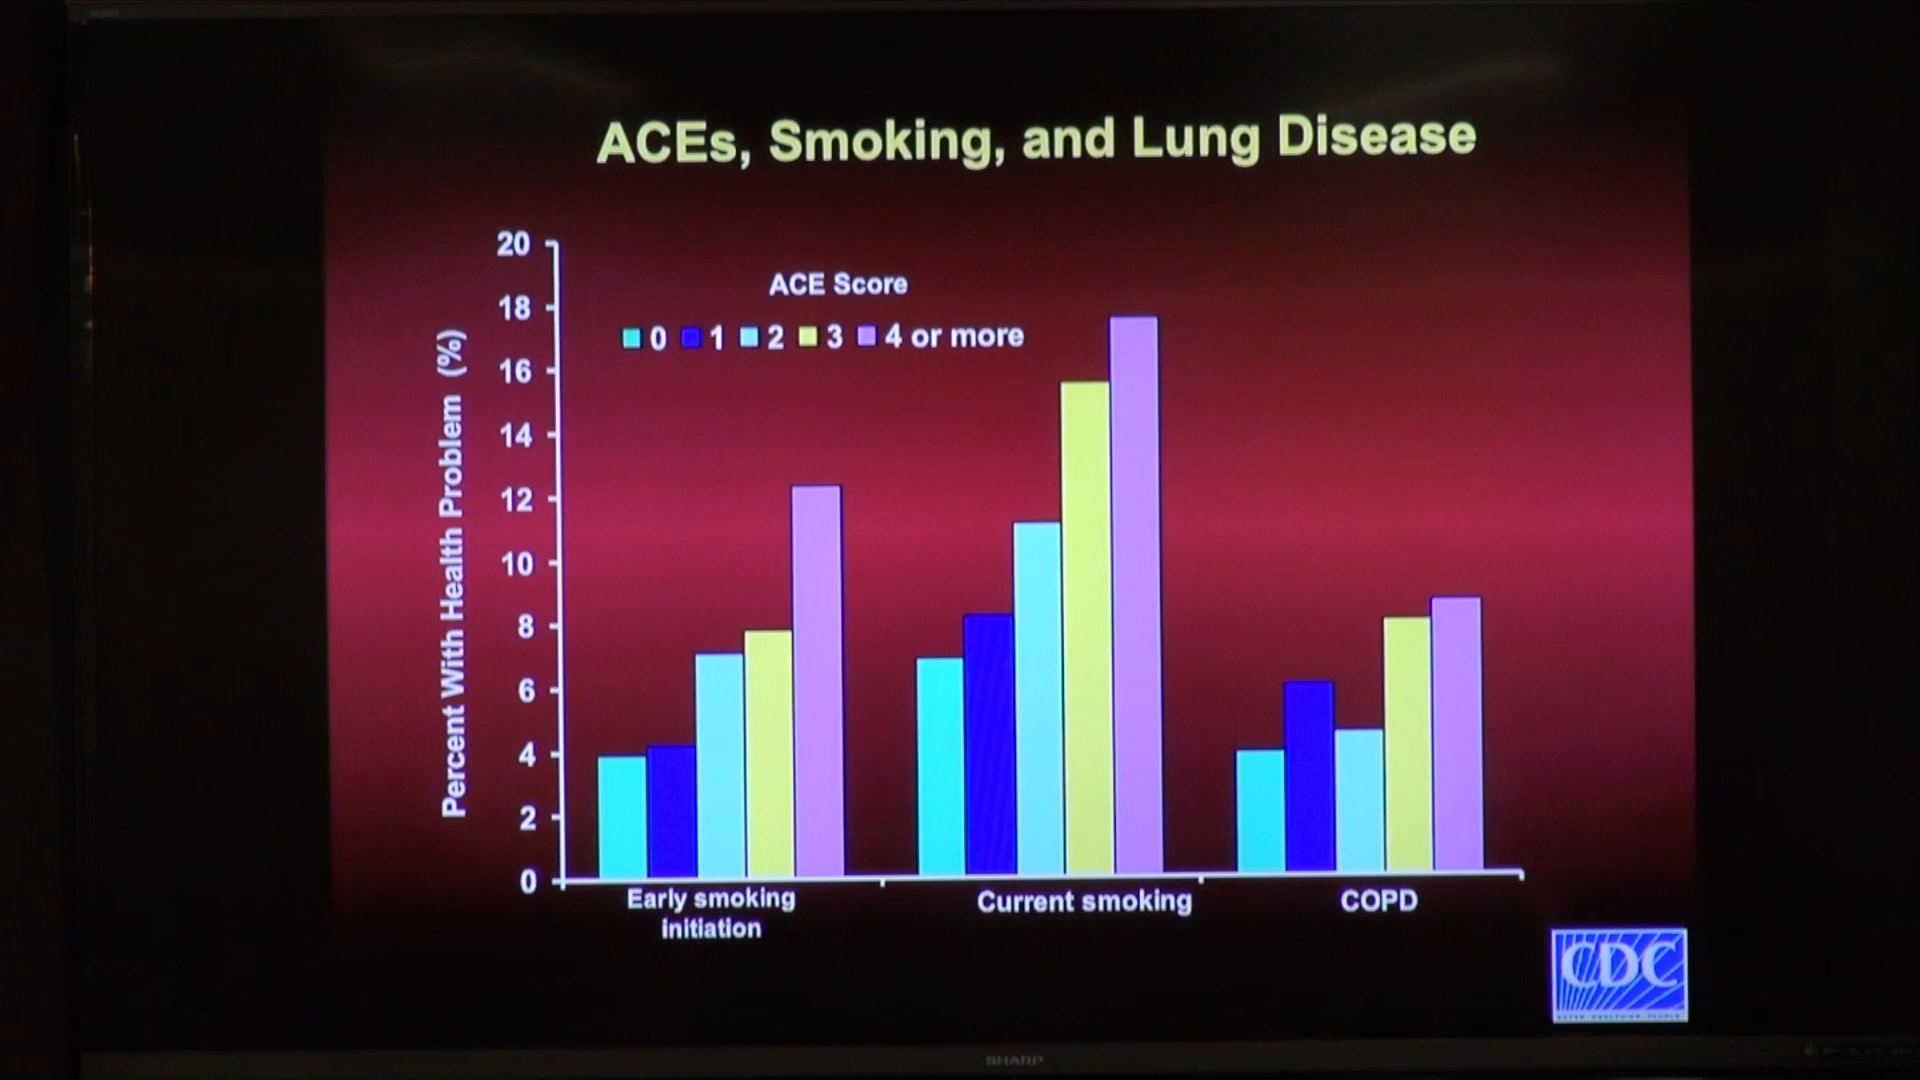 ACEs, Smoking, and Lung Disease
ACE Score
0 1 2 3 4 or more
Percent With Health Problem (%)
20
18
16
14
12
10
8
6
4
2
0
Early smoking
initiation
Current smoking
COPD
CDC
SHARP